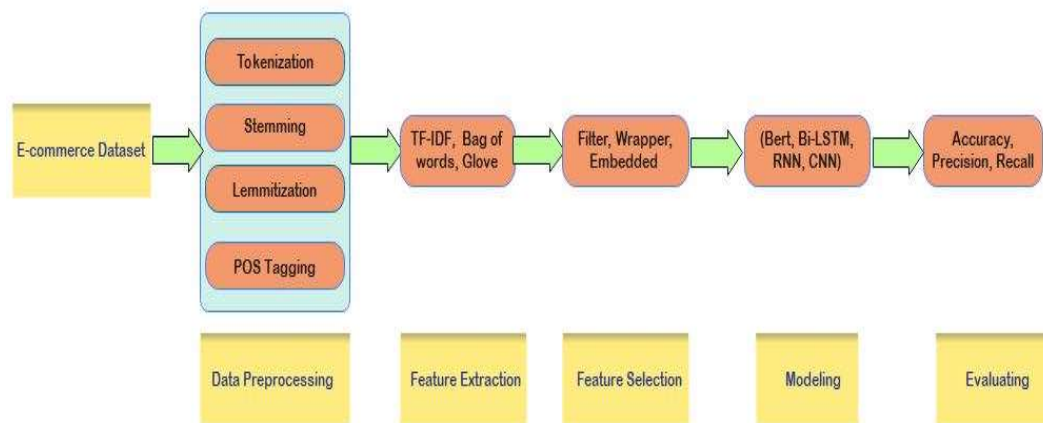 E-commerce Dataset
Tokenization
Stemming
Lemmitization
POS Tagging
TF-IDF, Bag of
words, Glove
Filter, Wrapper,
Embedded
(Bert, Bi-LSTM,
RNN, CNN)
Accuracy,
Precision, Recall
Data Preprocessing
Feature Extraction
Feature Selection
Modeling
Evaluating